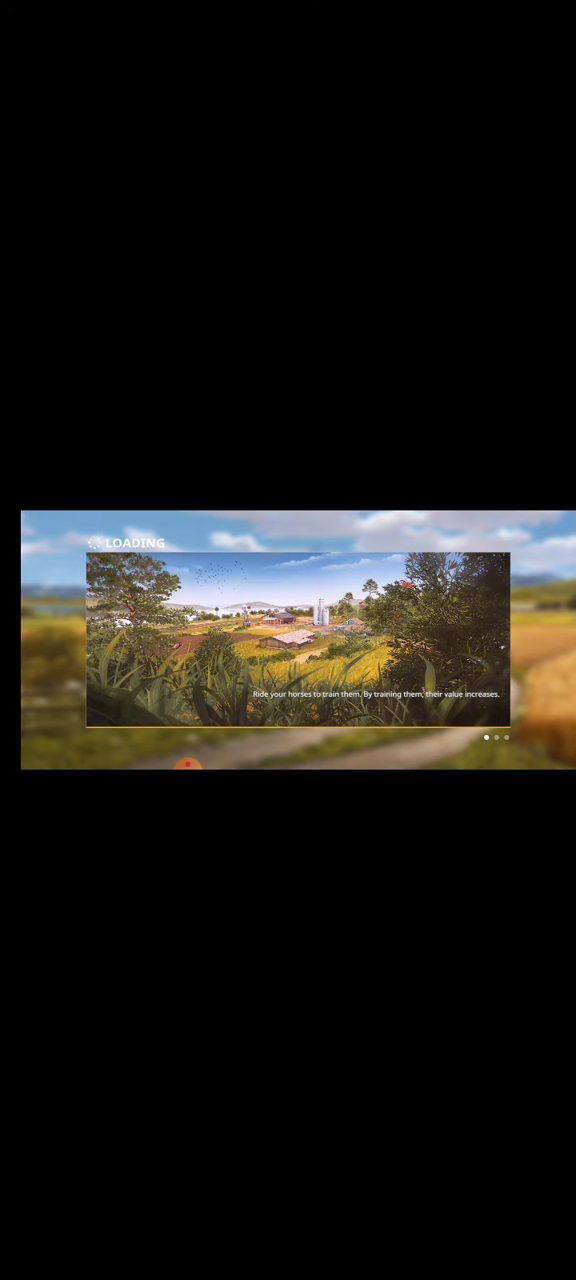 LOADING
Ride your horses to train them. By training them, their value increases.